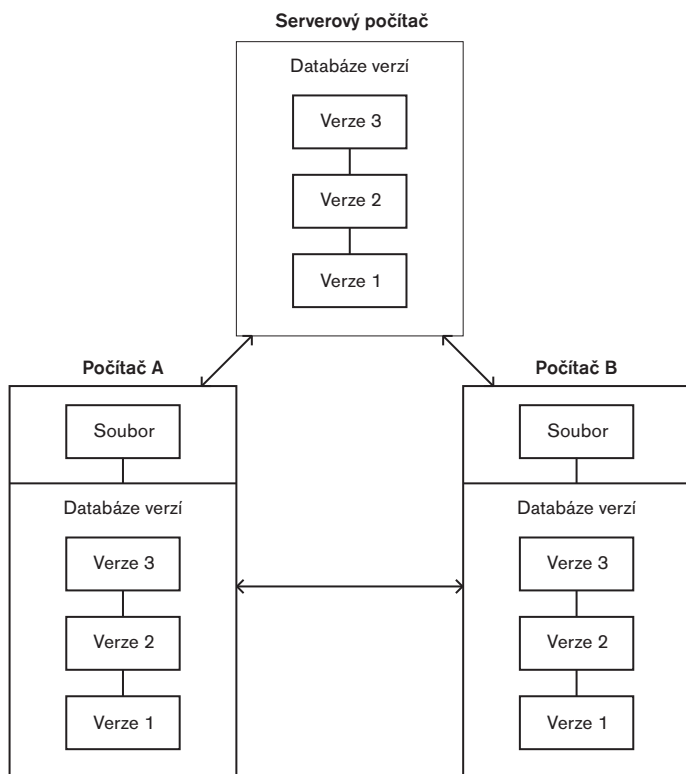 Serverový počítač
Databáze verzí
Verze 3
Verze 2
Verze 1
Počítač A
Soubor
Databáze verzí
Verze 3
Verze 2
Verze 1
Počítač B
Soubor
Databáze verzí
Verze 3
Verze 2
Verze 1